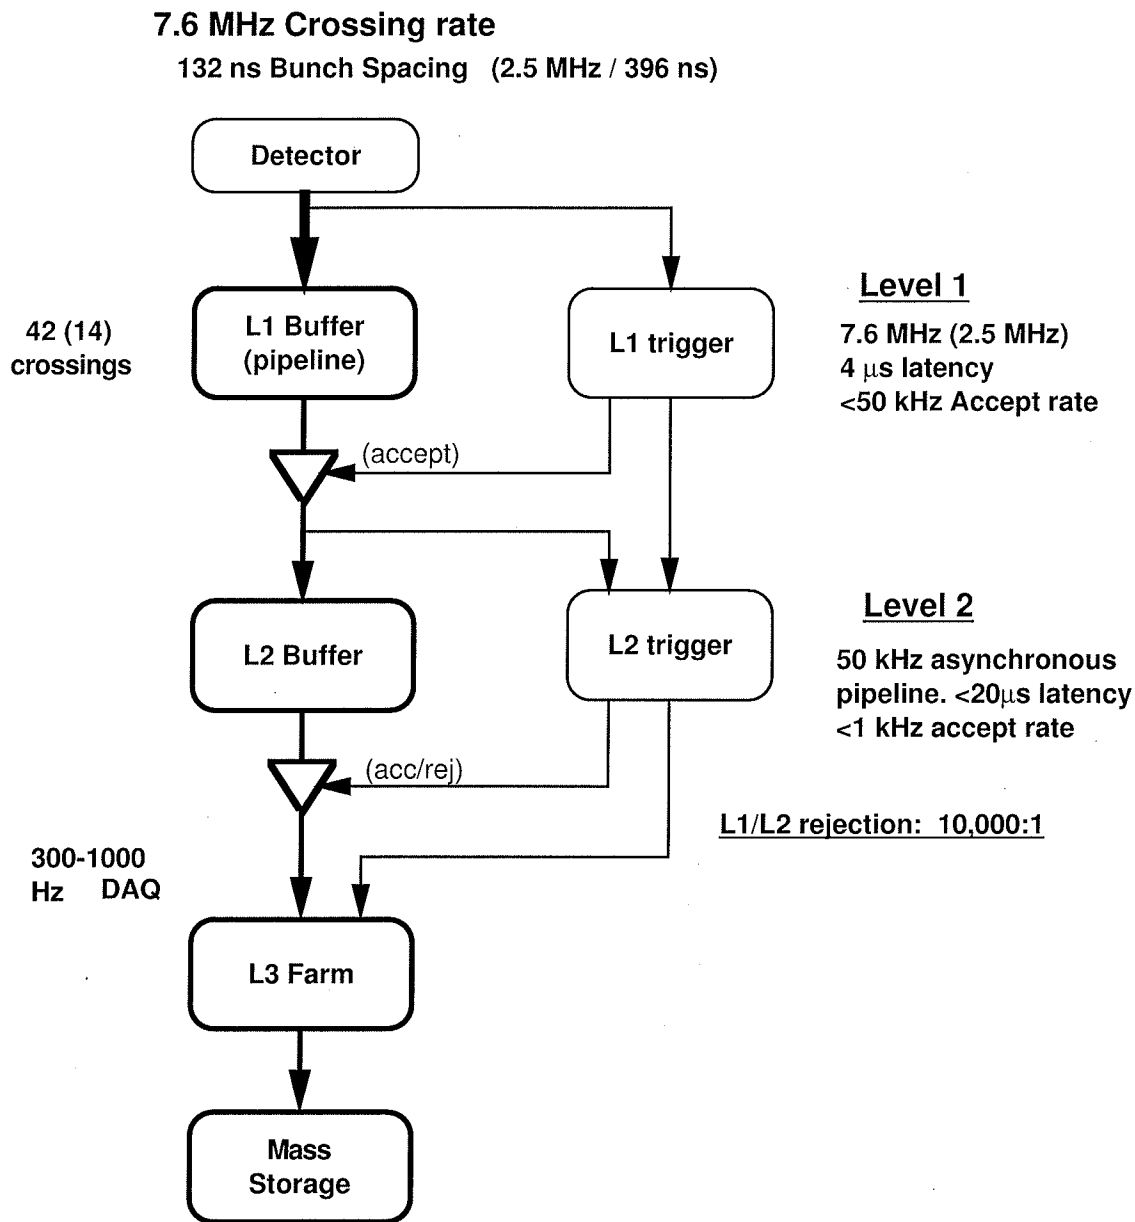 7.6 MHz Crossing rate
132 ns Bunch Spacing (2.5 MHz / 396 ns)
Detector
42 (14)
crossings
L1 Buffer
(pipeline)
L1 trigger
Level 1
7.6 MHz (2.5 MHz)
4 μs latency
<50 kHz Accept rate
(accept)
L2 Buffer
L2 trigger
Level 2
50 kHz asynchronous
pipeline. <20μs latency
<1 kHz accept rate
(acc/rej)
L1/L2 rejection: 10,000:1
300-1000
Hz DAQ
L3 Farm
Mass
Storage